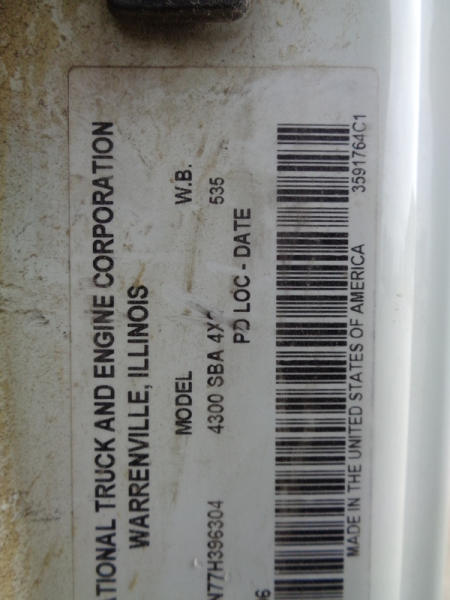 ATIONAL TRUCK AND ENGINE CORPORATION
WARRENVILLE, ILLINOIS
MODEL W.B.
N77H396304 4300 SBA 535
PD LOC - DATE
MADE IN THE UNITED STATES OF AMERICA 3591764C1